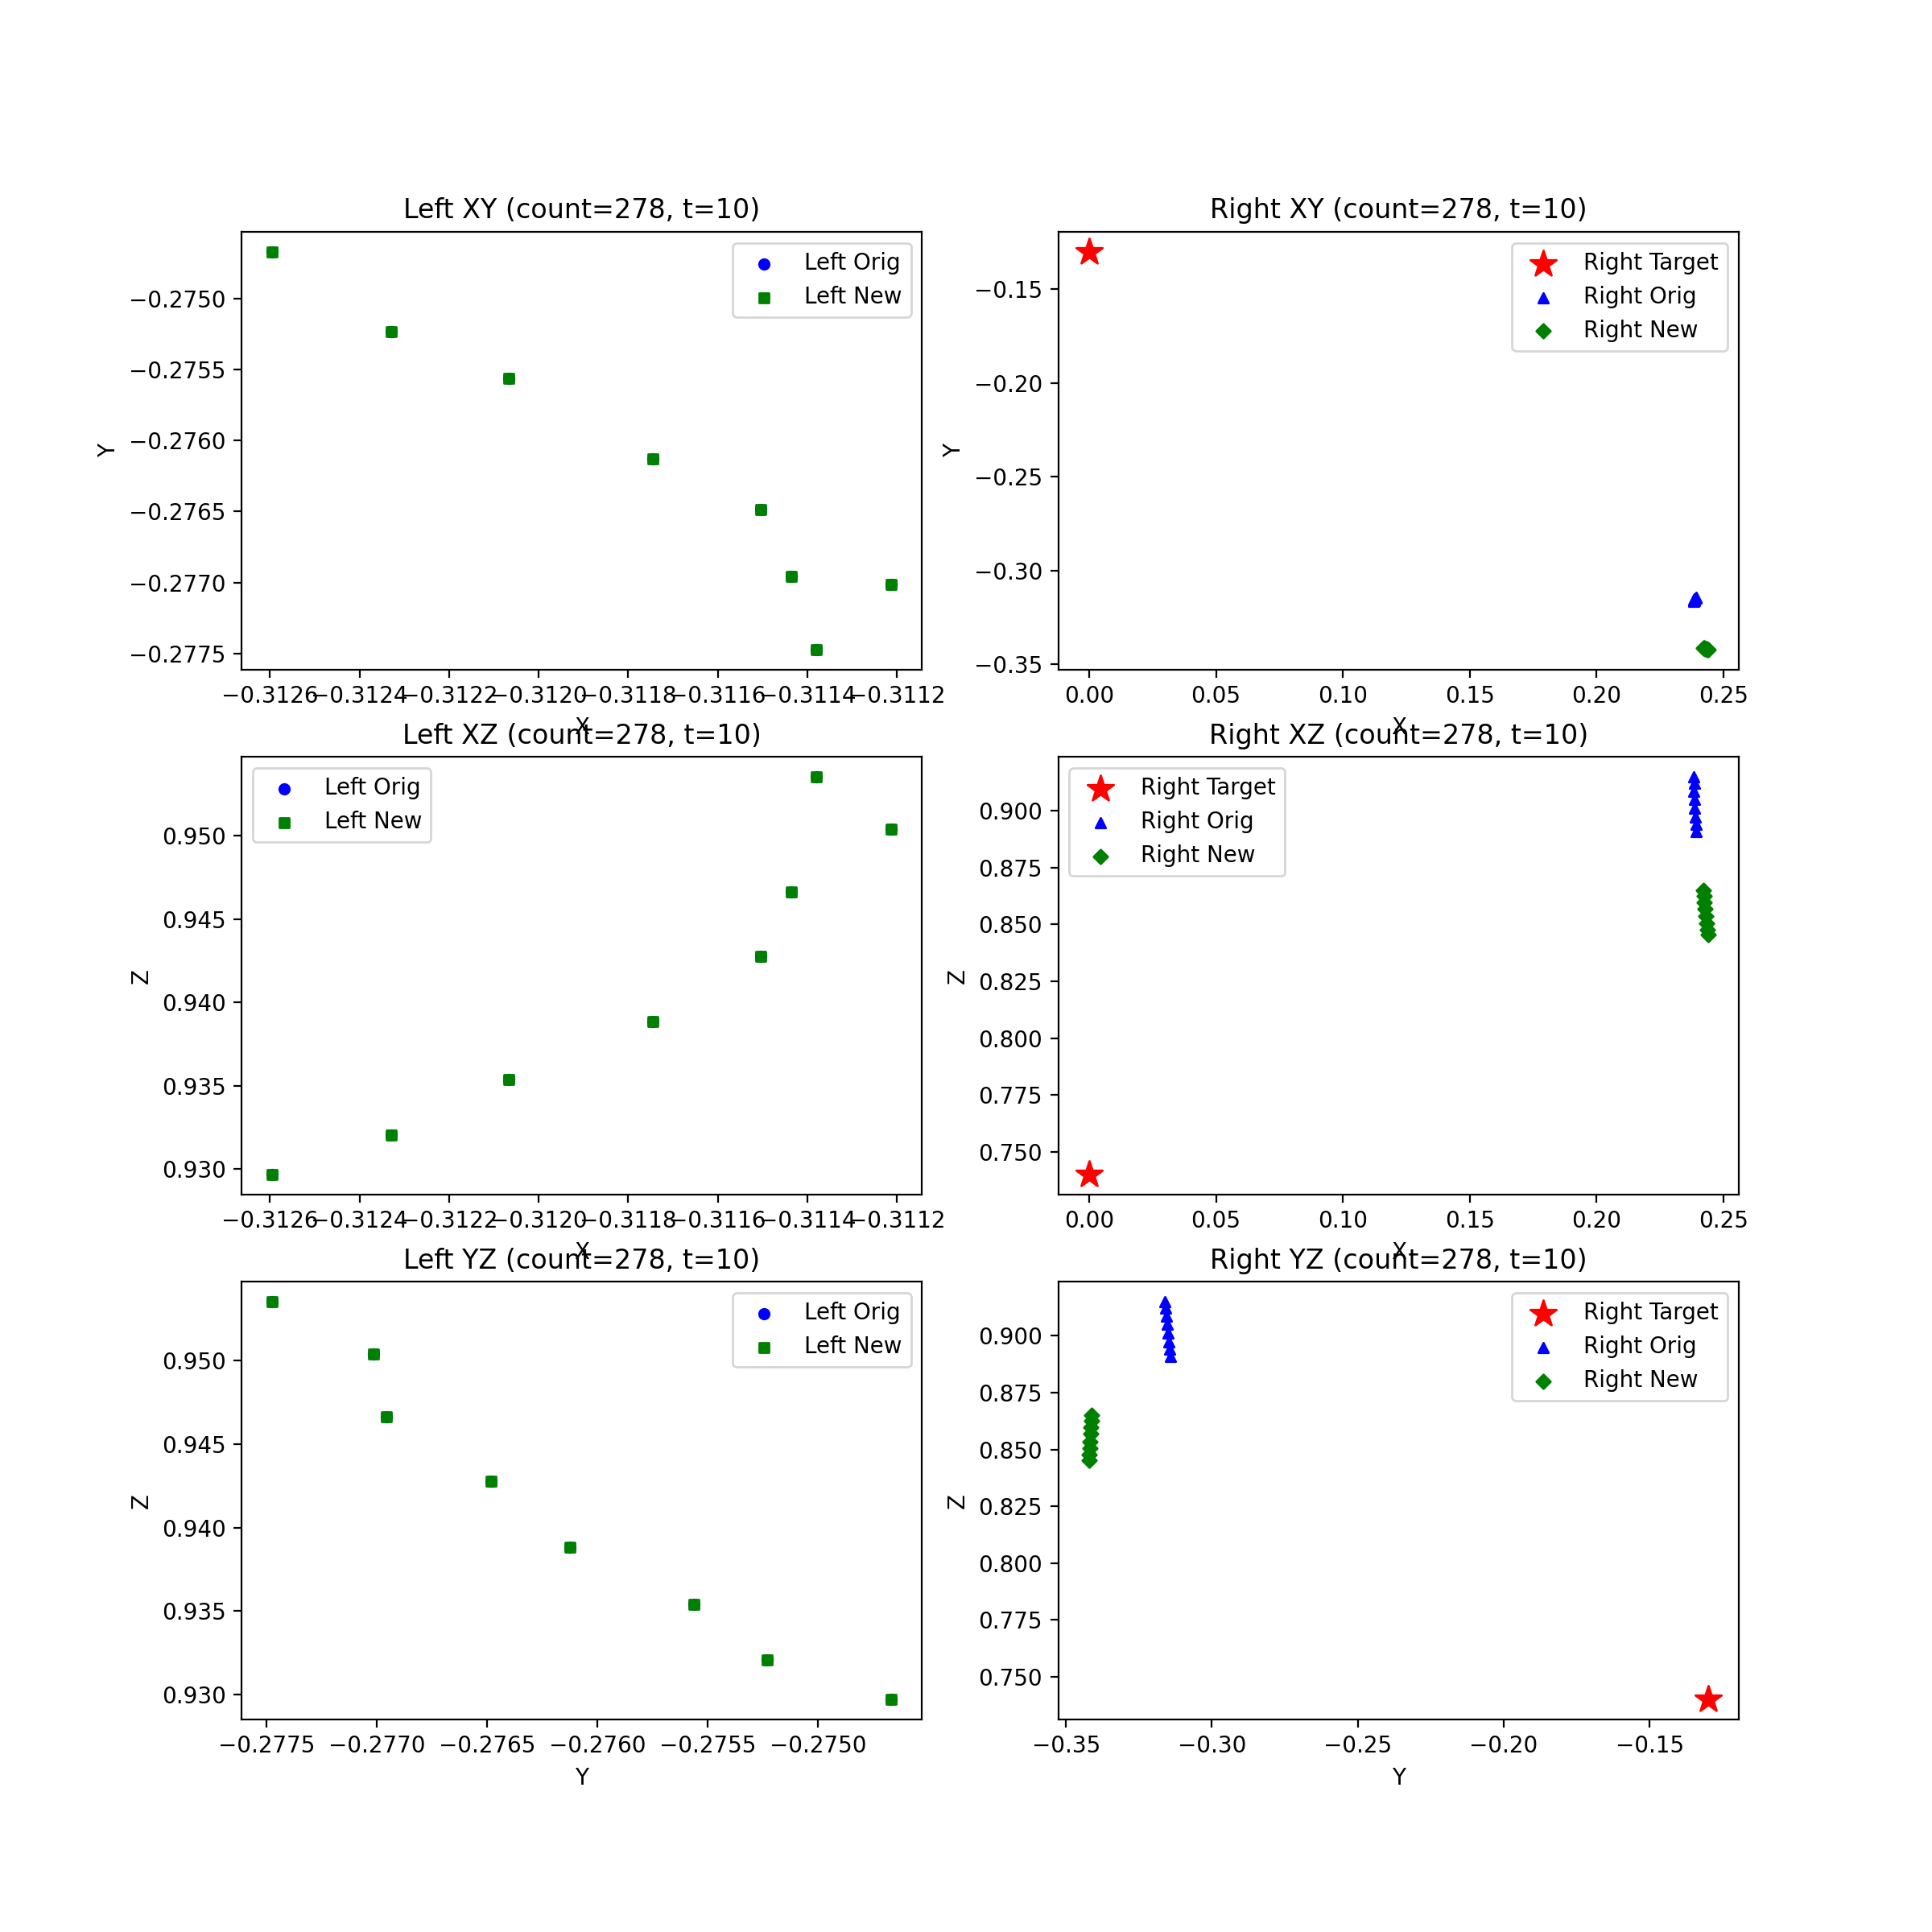 Left XY (count=278, t=10)
Left Orig
Left New
−0.2750
−0.2755
−0.2760
−0.2765
−0.2770
−0.2775
Y
−0.3126 −0.3124 −0.3122 −0.3120 −0.3118 −0.3116 −0.3114 −0.3112
X
Right XY (count=278, t=10)
Right Target
Right Orig
Right New
−0.15
−0.20
−0.25
−0.30
−0.35
Y
0.00 0.05 0.10 0.15 0.20 0.25
X
Left XZ (count=278, t=10)
Left Orig
Left New
0.950
0.945
0.940
0.935
0.930
Z
−0.3126 −0.3124 −0.3122 −0.3120 −0.3118 −0.3116 −0.3114 −0.3112
X
Right XZ (count=278, t=10)
Right Target
Right Orig
Right New
0.900
0.875
0.850
0.825
0.800
0.775
0.750
Z
0.00 0.05 0.10 0.15 0.20 0.25
X
Left YZ (count=278, t=10)
Left Orig
Left New
0.950
0.945
0.940
0.935
0.930
Z
−0.2775 −0.2770 −0.2765 −0.2760 −0.2755 −0.2750
Y
Right YZ (count=278, t=10)
Right Target
Right Orig
Right New
0.900
0.875
0.850
0.825
0.800
0.775
0.750
Z
−0.35 −0.30 −0.25 −0.20 −0.15
Y